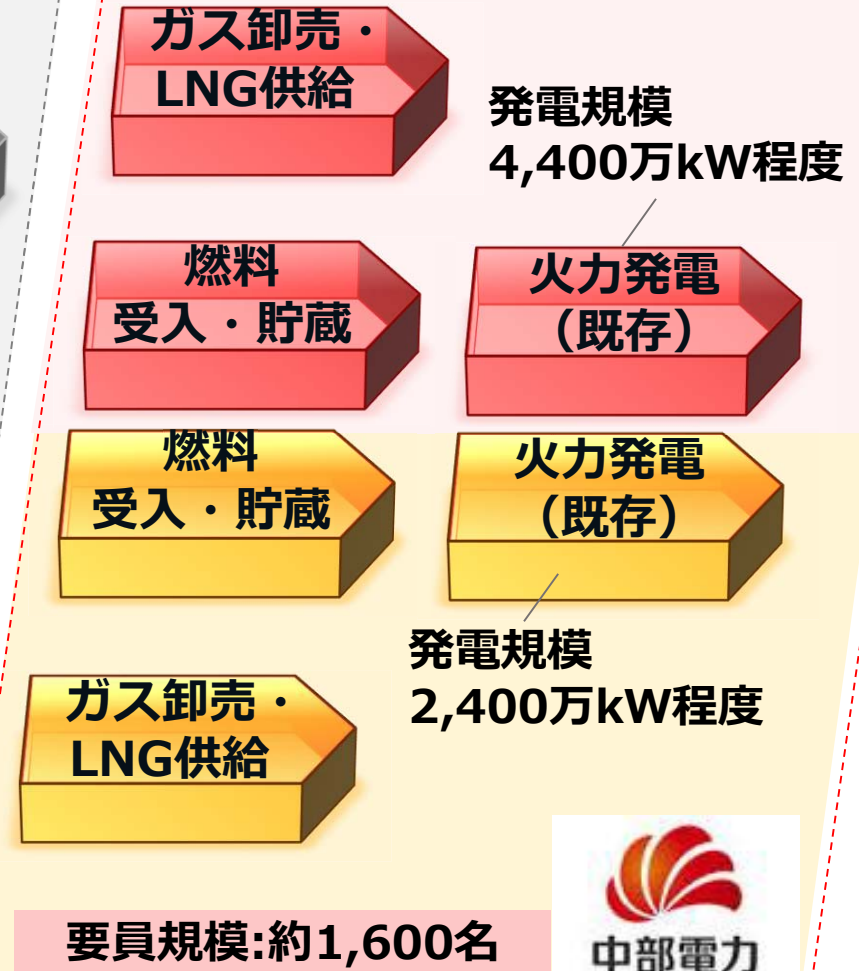 ガス卸売・
LNG供給
発電規模
4,400万kW程度
燃料
受入・貯蔵
火力発電
（既存）
燃料
受入・貯蔵
火力発電
（既存）
発電規模
2,400万kW程度
ガス卸売・
LNG供給
要員規模:約1,600名
中部電力